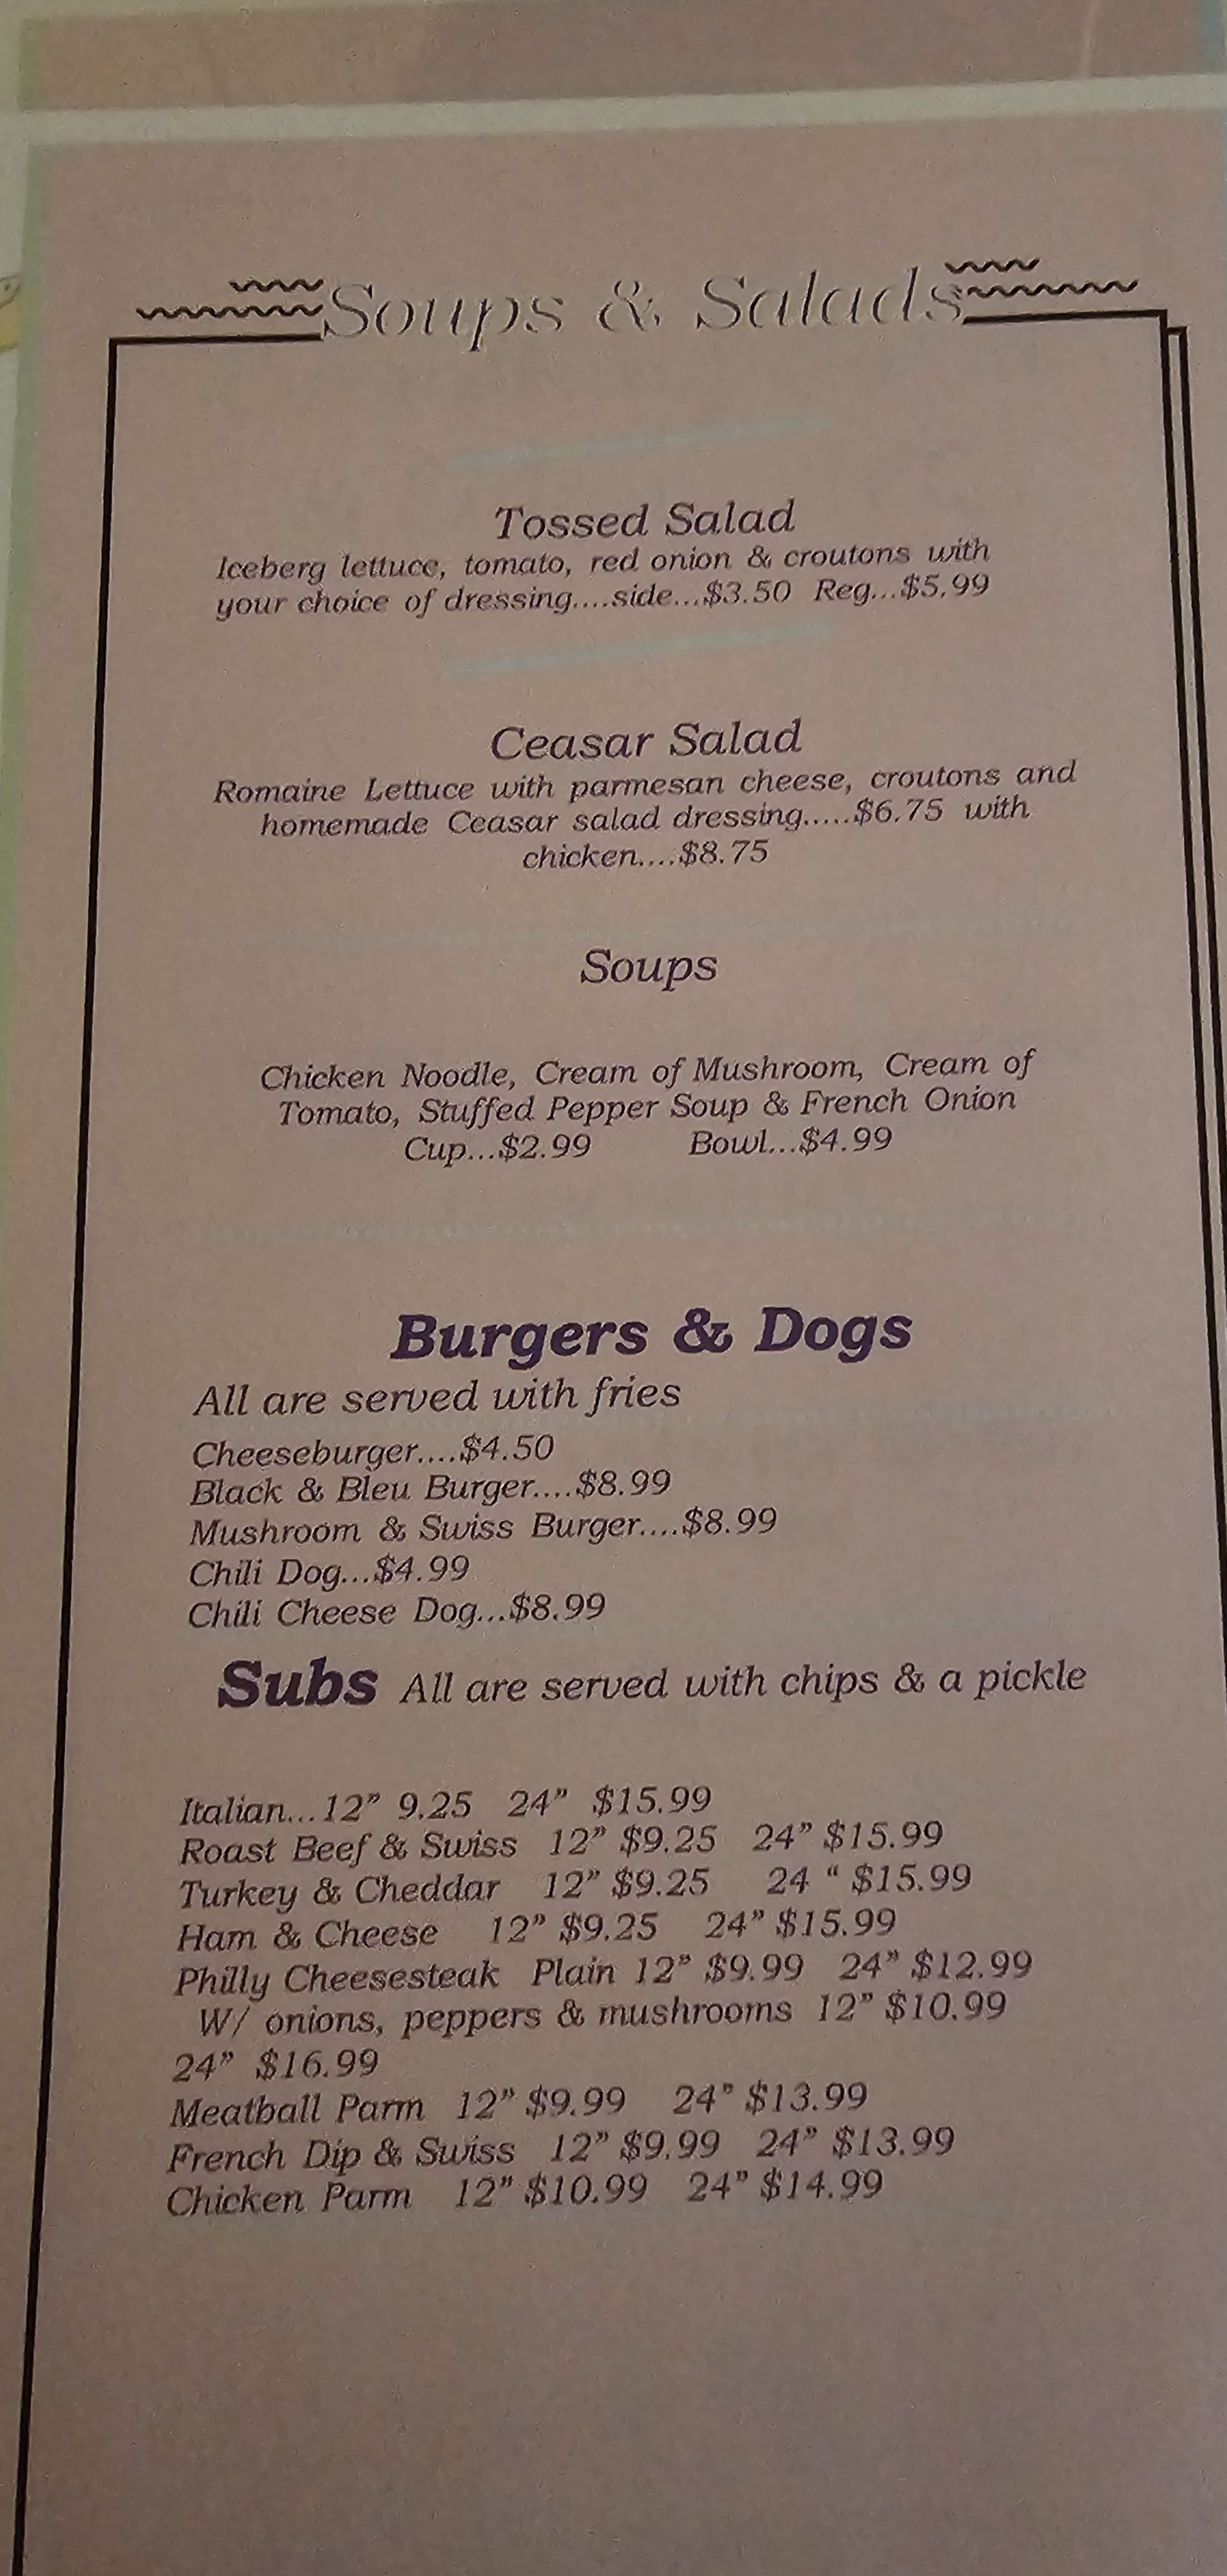 Soups & Salads
Tossed Salad
Iceberg lettuce, tomato, red onion & croutons with
your choice of dressing....side...$3.50 Reg...$5.99
Ceasar Salad
Romaine Lettuce with parmesan cheese, croutons and
homemade Ceasar salad dressing.....$6.75 with
chicken....$8.75
Soups
Chicken Noodle, Cream of Mushroom, Cream of
Tomato, Stuffed Pepper Soup & French Onion
Cup...$2.99 Bowl...$4.99
Burgers & Dogs
All are served with fries
Cheeseburger....$4.50
Black & Bleu Burger....$8.99
Mushroom & Swiss Burger....$8.99
Chili Dog...$4.99
Chili Cheese Dog...$8.99
Subs All are served with chips & a pickle
Italian...12” 9.25 24” $15.99
Roast Beef & Swiss 12” $9.25 24” $15.99
Turkey & Cheddar 12” $9.25 24 “ $15.99
Ham & Cheese 12” $9.25 24” $15.99
Philly Cheesesteak Plain 12” $9.99 24” $12.99
W/ onions, peppers & mushrooms 12” $10.99
24” $16.99
Meatball Parm 12” $9.99 24” $13.99
French Dip & Swiss 12” $9.99 24” $13.99
Chicken Parm 12” $10.99 24” $14.99